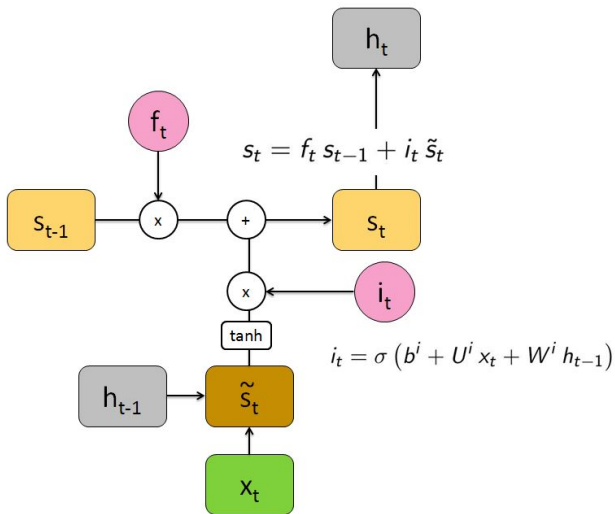 h_t
f_t
s_t = f_t s_{t-1} + i_t s̃_t
s_{t-1}
x
+
s_t
x
i_t
tanh
i_t = σ (b^i + U^i x_t + W^i h_{t-1})
h_{t-1}
s̃_t
x_t